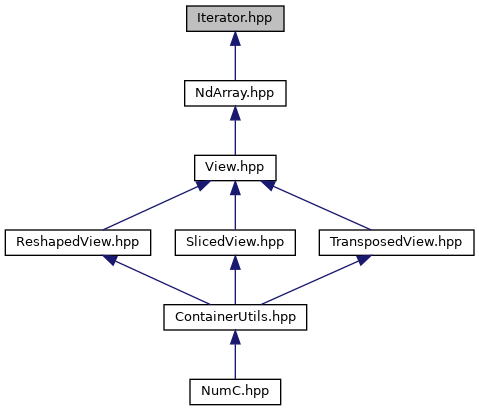 Iterator.hpp
NdArray.hpp
View.hpp
ReshapedView.hpp
SlicedView.hpp
TransposedView.hpp
ContainerUtils.hpp
NumC.hpp